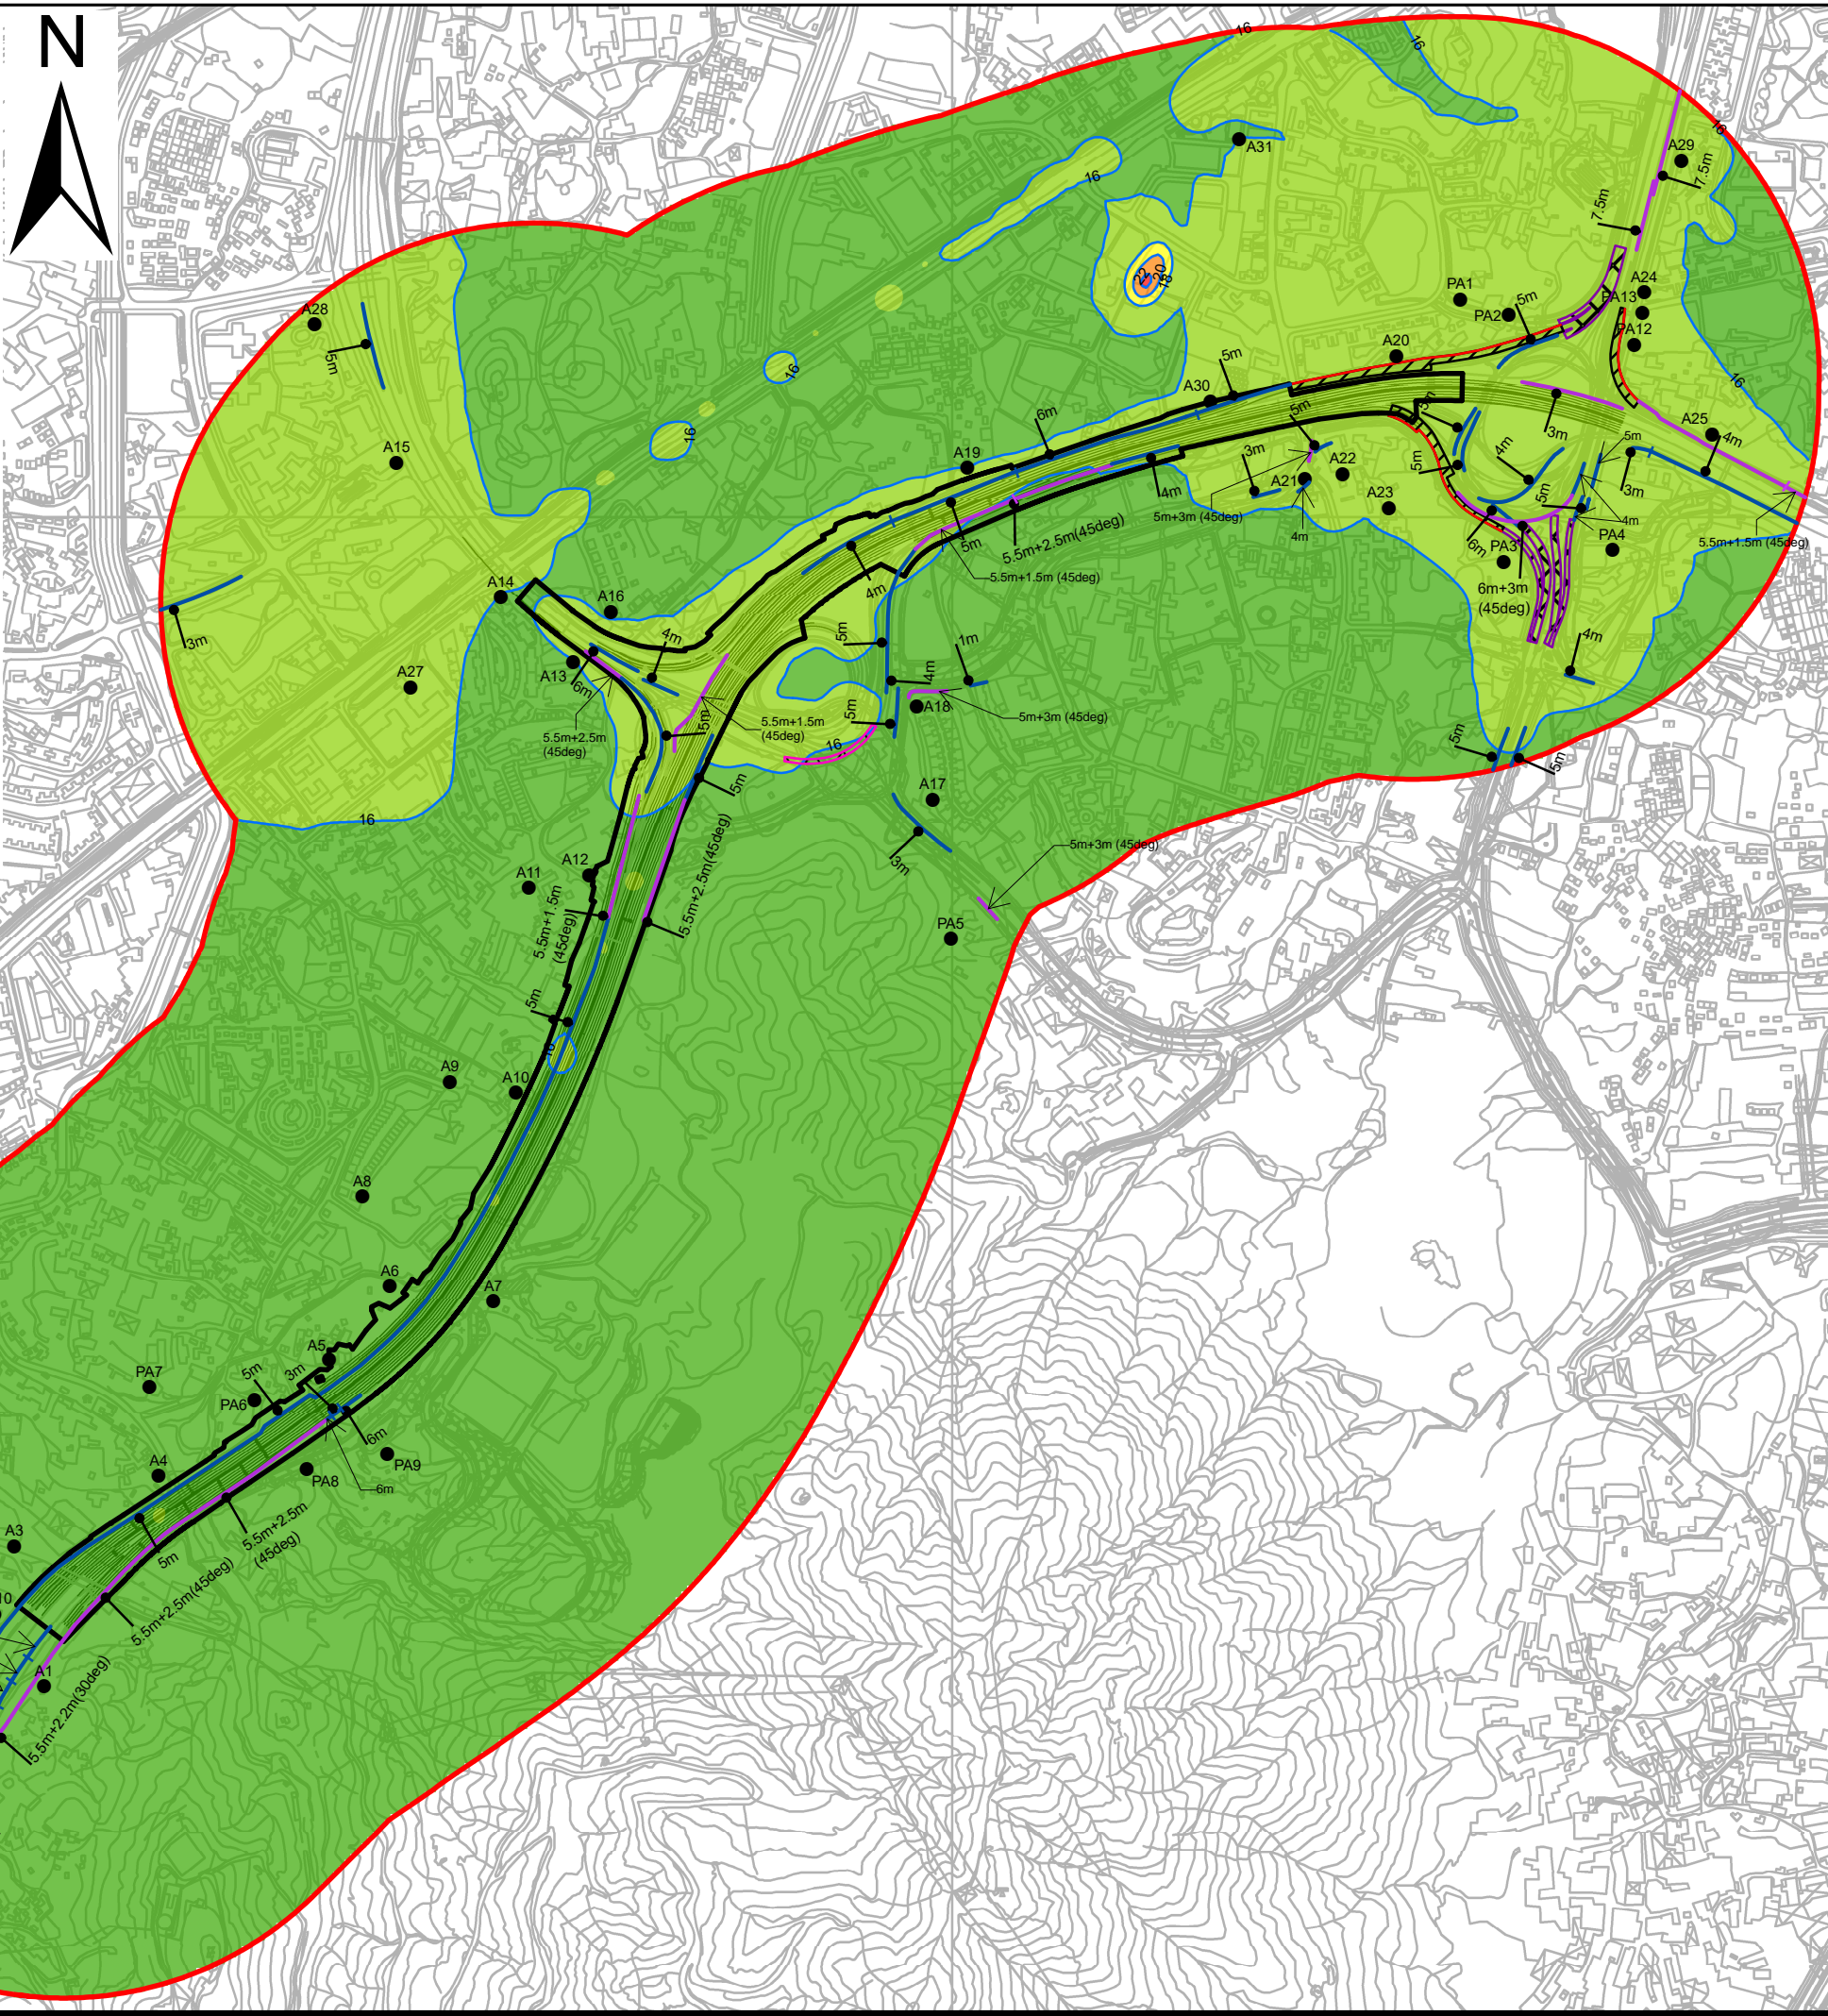 N
16
16
16
A31
A29
7.5m
7.5m
16
22
20
18
A24
PA13
PA12
PA1
PA2
5m
A28
5m
A20
16
5m
A30
16
16
6m
5m
5m
A25
4m
A15
A19
3m
A22
A21
5m
4m
3m
5m
3m
4m
A23
5m
4m
5m+3m (45deg)
4m
5m
5.5m+2.5m(45deg)
6m
PA3
PA4
5.5m+1.5m (45deg)
5.5m+1.5m (45deg)
4m
6m+3m
(45deg)
A14
A16
3m
4m
5m
1m
4m
A13
6m
4m
A27
A18
5m
5m+3m (45deg)
5.5m+2.5m
(45deg)
5m
5.5m+1.5m
(45deg)
16
5m
5m
5m
A17
16
3m
5m+3m (45deg)
A12
A11
5.5m+1.5m
(45deg)
5.5m+2.5m(45deg)
PA5
5m
16
A9
A10
A8
A6
A7
A5
PA7
5m
3m
PA6
6m
PA9
A4
PA8
6m
5.5m+2.5m
(45deg)
A3
5m
5.5m+2.5m(45deg)
10
A1
5.5m+2.2m(30deg)